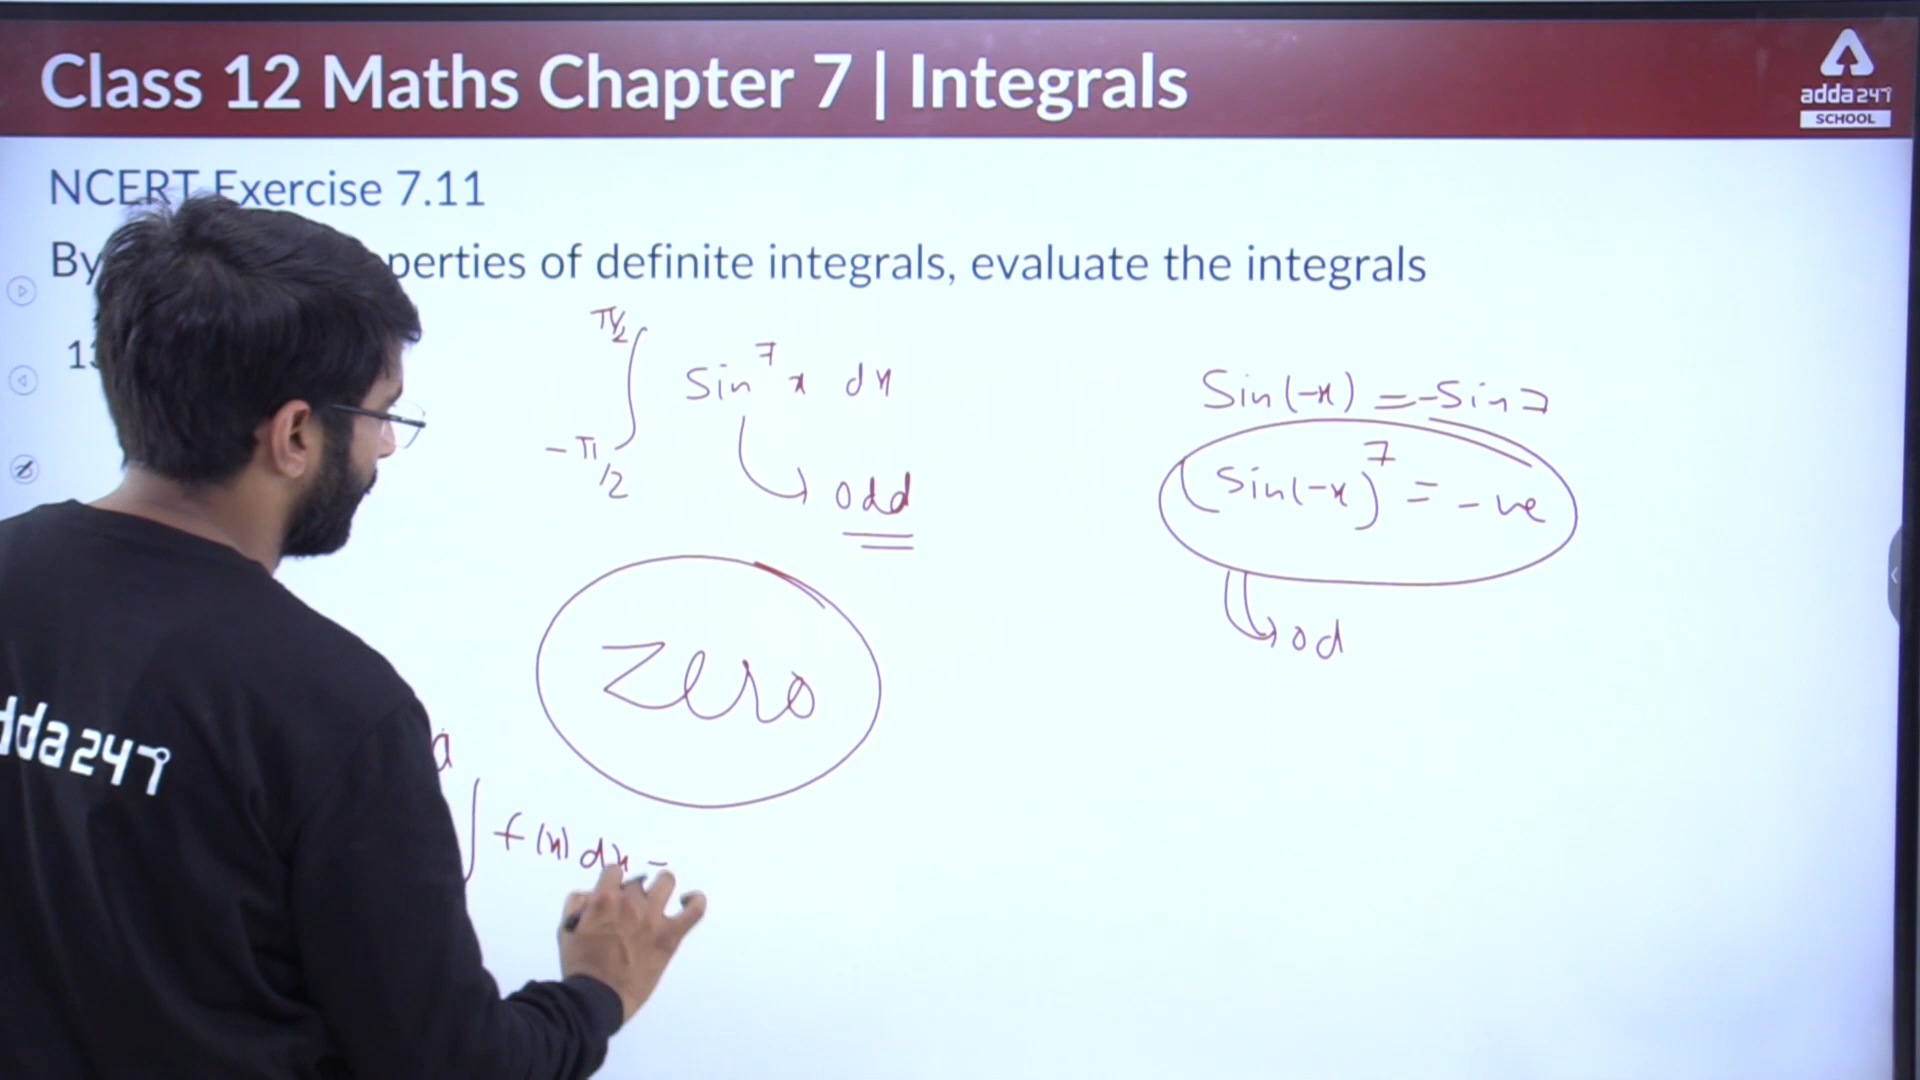 Class 12 Maths Chapter 7 | Integrals
adda247
SCHOOL
NCERT Exercise 7.11
By perties of definite integrals, evaluate the integrals
π/2
∫ sin⁷ x dx
-π/2
odd
Sin(-x) = -Sin x
(Sin(-x))⁷ = -ve
od
Zero
a
∫ f(x) dx =
dda247